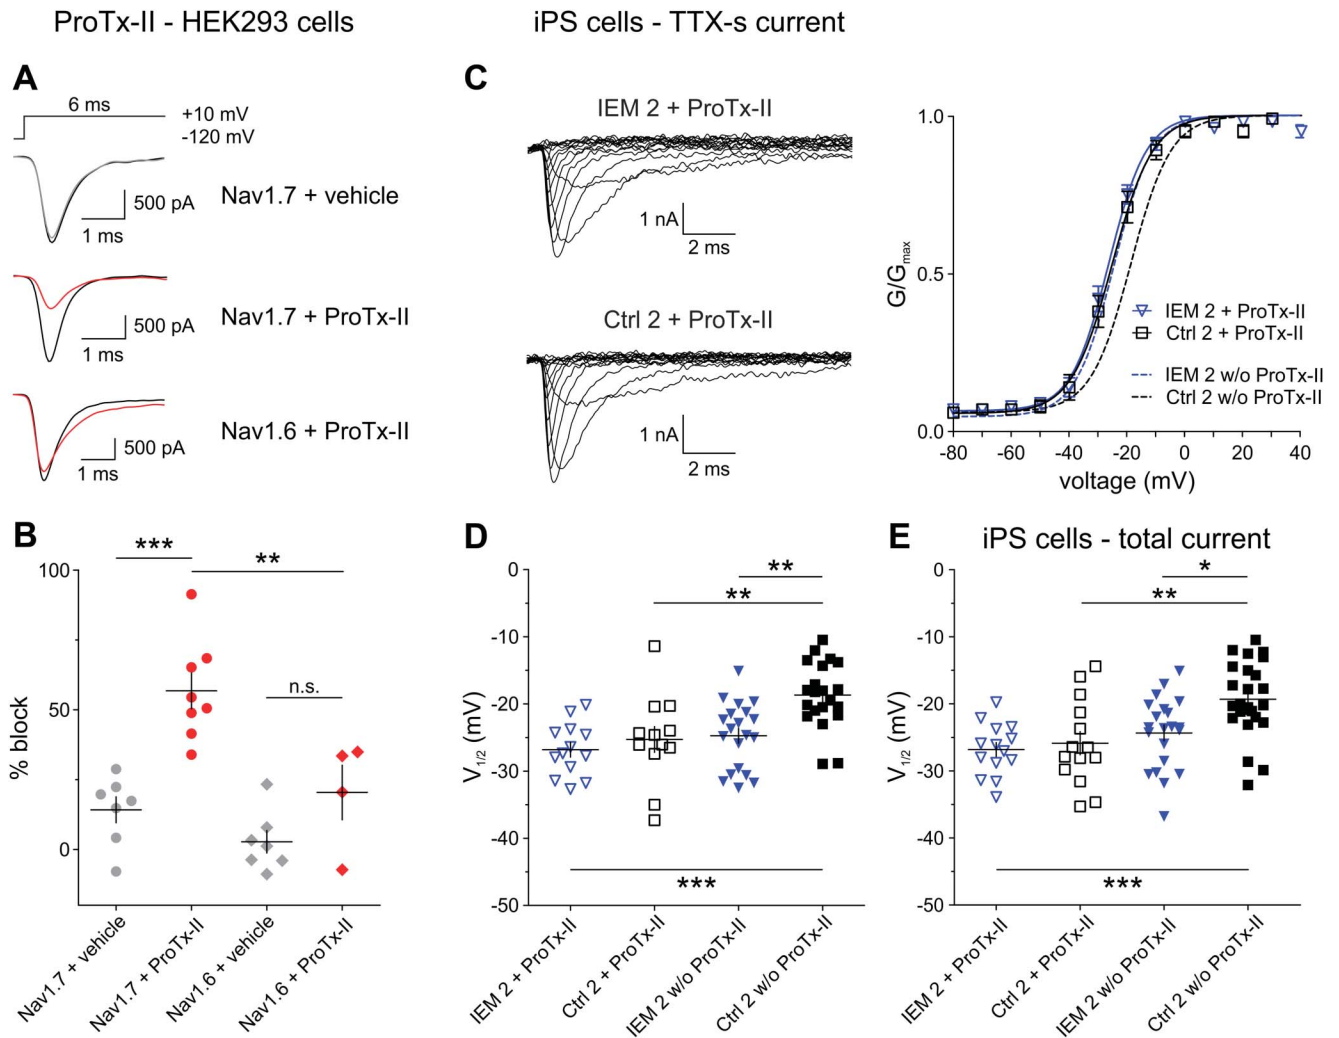 ProTx-II - HEK293 cells
iPS cells - TTX-s current
A
6 ms
+10 mV
-120 mV
500 pA
1 ms
Nav1.7 + vehicle
500 pA
1 ms
Nav1.7 + ProTx-II
500 pA
1 ms
Nav1.6 + ProTx-II
C
IEM 2 + ProTx-II
1 nA
2 ms
Ctrl 2 + ProTx-II
1 nA
2 ms
1.0
0.5
0.0
G/Gmax
IEM 2 + ProTx-II
Ctrl 2 + ProTx-II
IEM 2 w/o ProTx-II
Ctrl 2 w/o ProTx-II
-80 -60 -40 -20 0 20 40
voltage (mV)
B
***
**
n.s.
100
50
0
% block
Nav1.7 + vehicle
Nav1.7 + ProTx-II
Nav1.6 + vehicle
Nav1.6 + ProTx-II
D
**
**
***
0
-10
-20
-30
-40
-50
V1/2 (mV)
IEM 2 + ProTx-II
Ctrl 2 + ProTx-II
IEM 2 w/o ProTx-II
Ctrl 2 w/o ProTx-II
E
iPS cells - total current
*
**
***
0
-10
-20
-30
-40
-50
V1/2 (mV)
IEM 2 + ProTx-II
Ctrl 2 + ProTx-II
IEM 2 w/o ProTx-II
Ctrl 2 w/o ProTx-II